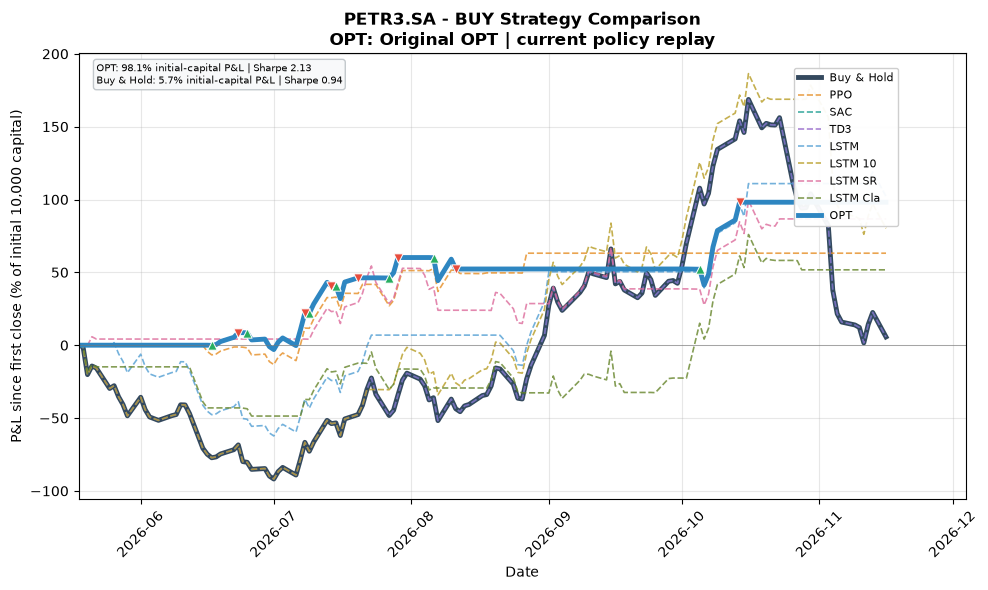 PETR3.SA - BUY Strategy Comparison
OPT: Original OPT | current policy replay
OPT: 98.1% initial-capital P&L | Sharpe 2.13
Buy & Hold: 5.7% initial-capital P&L | Sharpe 0.94
Buy & Hold
PPO
SAC
TD3
LSTM
LSTM 10
LSTM SR
LSTM Cla
OPT
P&L since first close (% of initial 10,000 capital)
200
150
100
50
0
−50
−100
2026-06
2026-07
2026-08
2026-09
2026-10
2026-11
2026-12
Date